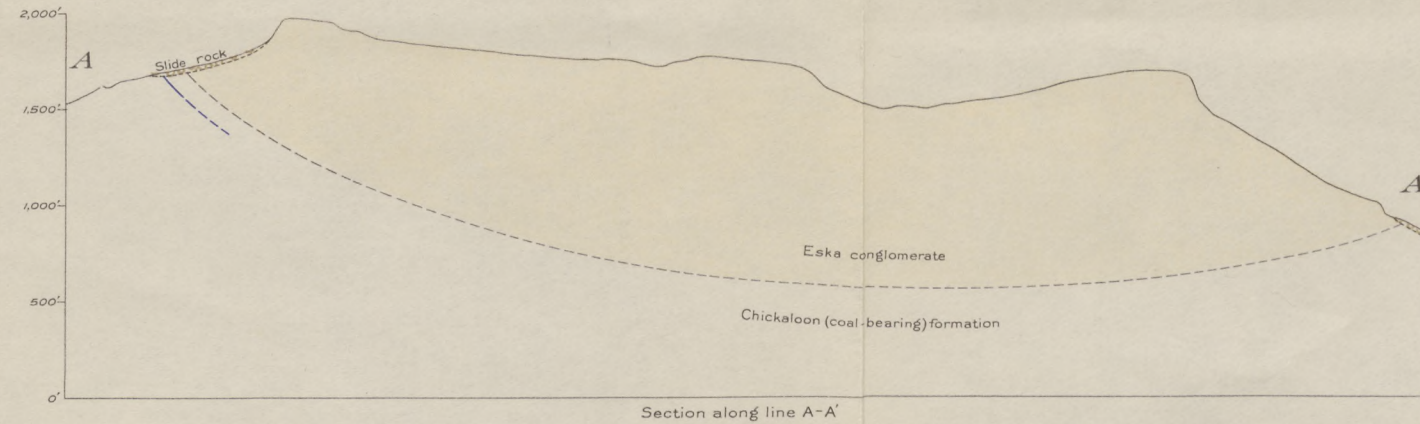 2,000'
A
Slide rock
1,500'
1,000'
A
Eska conglomerate
500'
Chickaloon (coal-bearing) formation
0'
Section along line A-A'